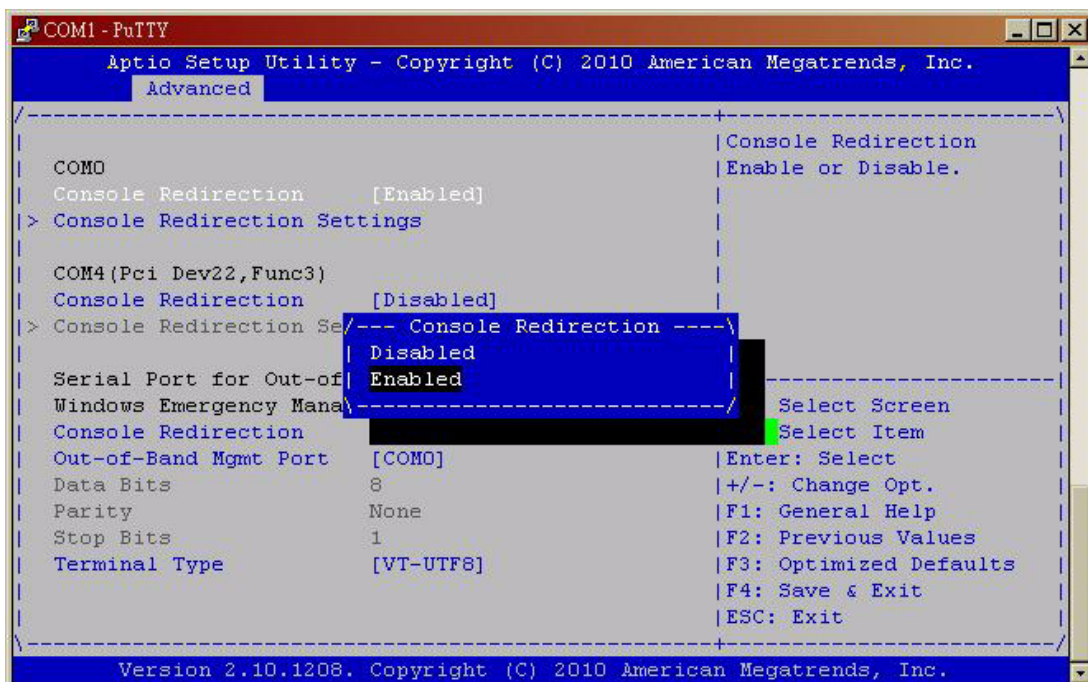 COM1 - PuTTY
Aptio Setup Utility - Copyright (C) 2010 American Megatrends, Inc.
Advanced
Console Redirection
Enable or Disable.
COM0
Console Redirection [Enabled]
> Console Redirection Settings
COM4(Pci Dev22,Func3)
Console Redirection [Disabled]
> Console Redirection Se
--- Console Redirection ----
Disabled
Enabled
Serial Port for Out-of
Windows Emergency Mana
Console Redirection
Out-of-Band Mgmt Port [COM0]
Data Bits 8
Parity None
Stop Bits 1
Terminal Type [VT-UTF8]
Select Screen
Select Item
Enter: Select
+/-: Change Opt.
F1: General Help
F2: Previous Values
F3: Optimized Defaults
F4: Save & Exit
ESC: Exit
Version 2.10.1208. Copyright (C) 2010 American Megatrends, Inc.